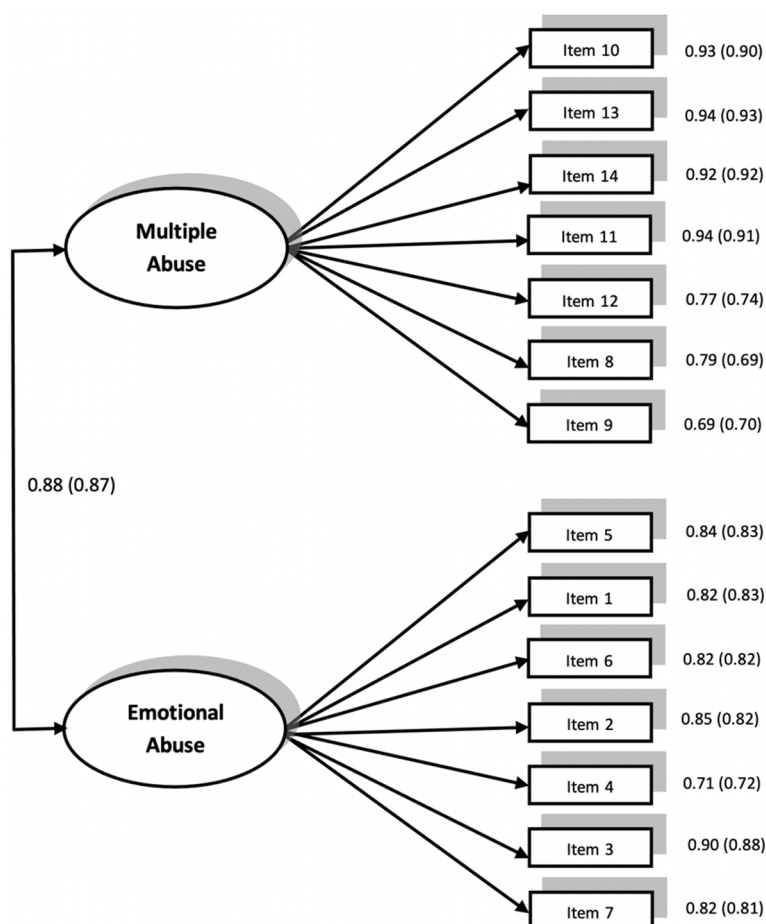 Item 10 0.93 (0.90)
Item 13 0.94 (0.93)
Item 14 0.92 (0.92)
Multiple
Abuse
Item 11 0.94 (0.91)
Item 12 0.77 (0.74)
Item 8 0.79 (0.69)
Item 9 0.69 (0.70)
0.88 (0.87)
Item 5 0.84 (0.83)
Item 1 0.82 (0.83)
Item 6 0.82 (0.82)
Emotional
Abuse
Item 2 0.85 (0.82)
Item 4 0.71 (0.72)
Item 3 0.90 (0.88)
Item 7 0.82 (0.81)